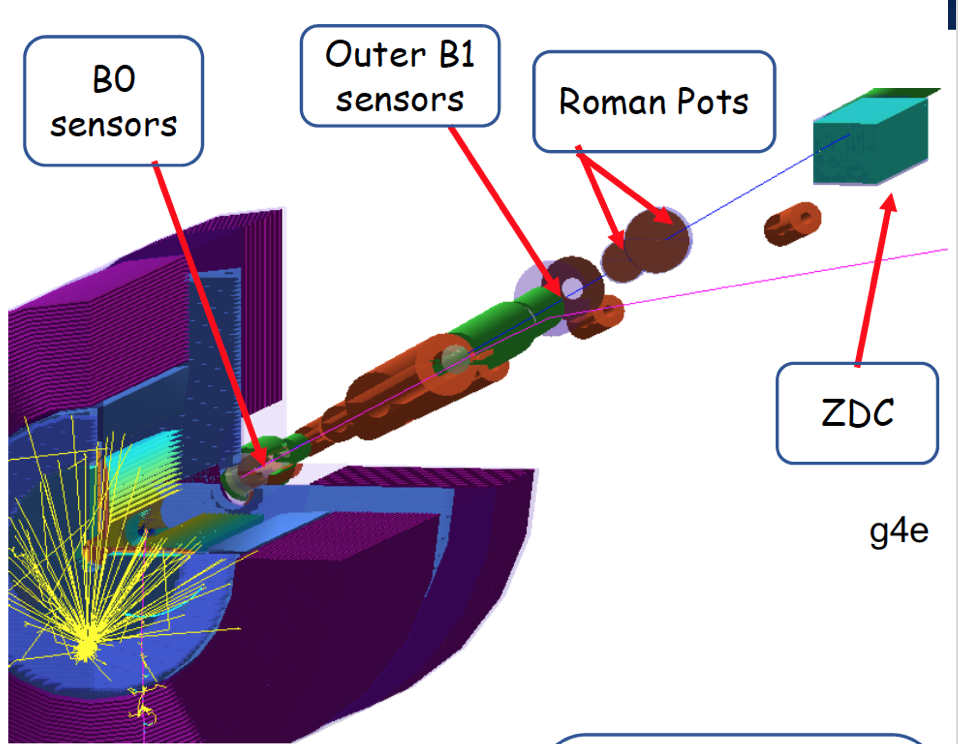 B0
sensors
Outer B1
sensors
Roman Pots
ZDC
g4e